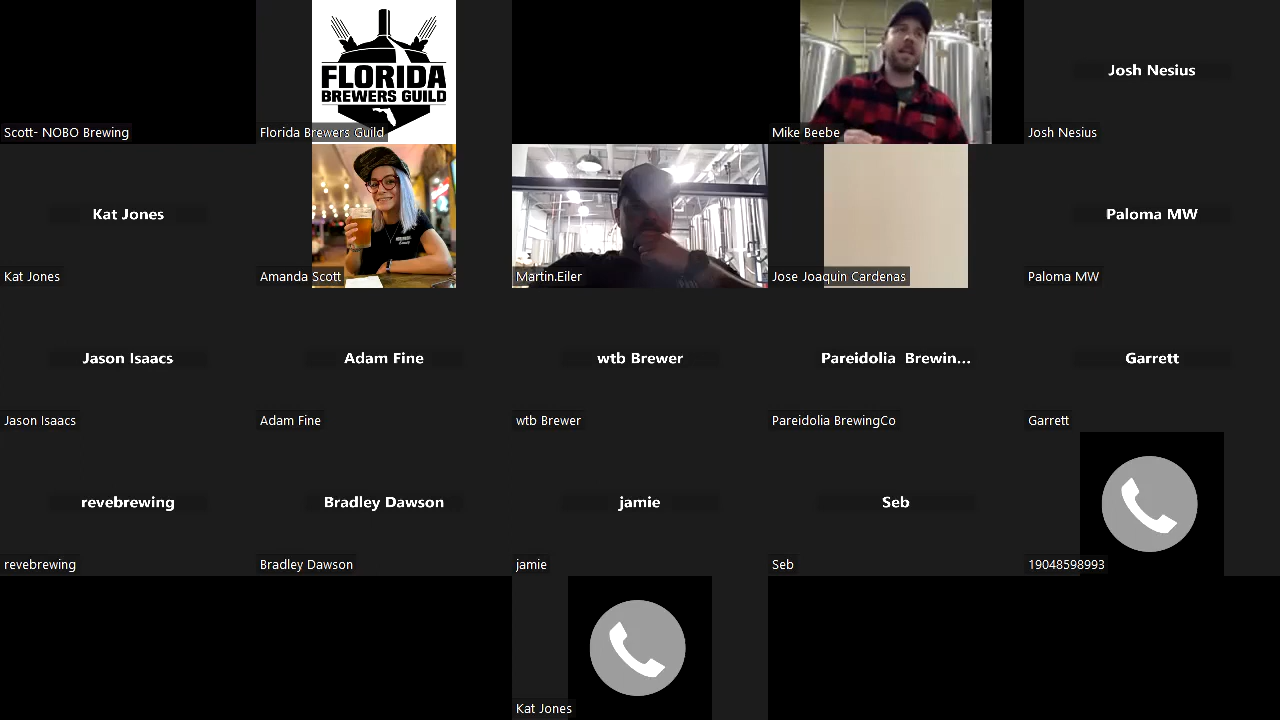 FLORIDA
BREWERS GUILD
Scott- NOBO Brewing
Florida Brewers Guild
Mike Beebe
Josh Nesius
Josh Nesius
Kat Jones
Kat Jones
Amanda Scott
Martin.Eiler
Jose Joaquin Cardenas
Paloma MW
Paloma MW
Jason Isaacs
Jason Isaacs
Adam Fine
Adam Fine
wtb Brewer
wtb Brewer
Pareidolia Brewin...
Pareidolia BrewingCo
Garrett
Garrett
revebrewing
revebrewing
Bradley Dawson
Bradley Dawson
jamie
jamie
Seb
Seb
19048598993
Kat Jones